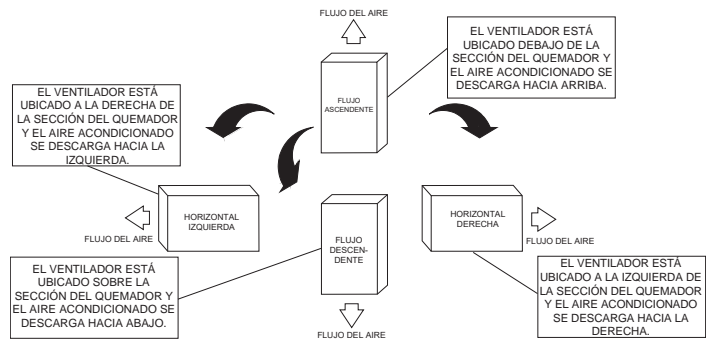 FLUJO DEL AIRE
EL VENTILADOR ESTÁ
UBICADO DEBAJO DE LA
SECCIÓN DEL QUEMADOR Y
EL AIRE ACONDICIONADO SE
DESCARGA HACIA ARRIBA.
FLUJO
ASCENDENTE
EL VENTILADOR ESTÁ
UBICADO A LA DERECHA DE
LA SECCIÓN DEL QUEMADOR
Y EL AIRE ACONDICIONADO
SE DESCARGA HACIA LA
IZQUIERDA.
HORIZONTAL
IZQUIERDA
FLUJO DEL AIRE
FLUJO
DESCEN-
DENTE
HORIZONTAL
DERECHA
FLUJO DEL AIRE
EL VENTILADOR ESTÁ
UBICADO SOBRE LA
SECCIÓN DEL QUEMADOR Y
EL AIRE ACONDICIONADO SE
DESCARGA HACIA ABAJO.
FLUJO DEL AIRE
EL VENTILADOR ESTÁ
UBICADO A LA IZQUIERDA DE
LA SECCIÓN DEL QUEMADOR
Y EL AIRE ACONDICIONADO
SE DESCARGA HACIA LA
DERECHA.